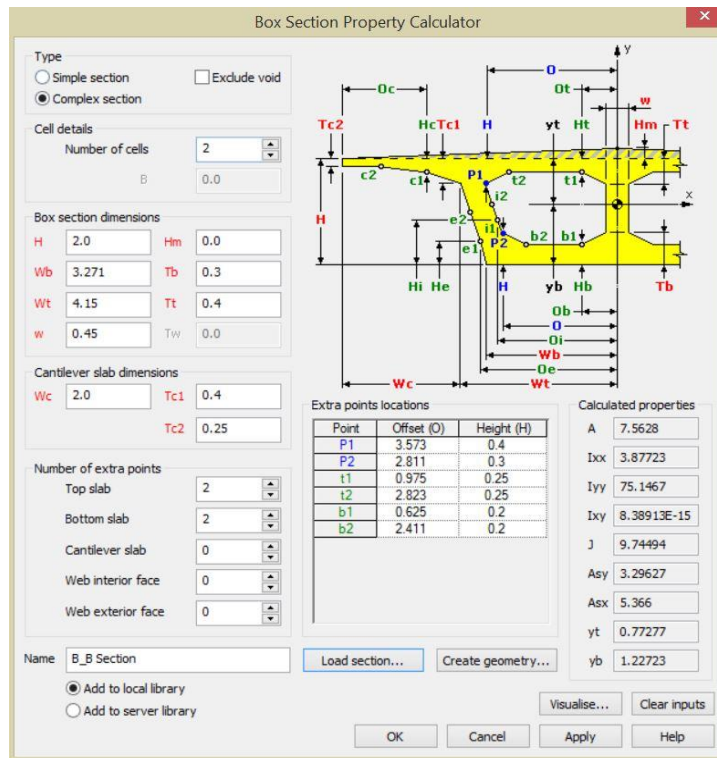 Box Section Property Calculator
Type
Simple section
Exclude void
Complex section
Cell details
Number of cells 2
B 0.0
Box section dimensions
H 2.0 Hm 0.0
Wb 3.271 Tb 0.3
Wt 4.15 Tt 0.4
w 0.45 Tw 0.0
Cantilever slab dimensions
Wc 2.0 Tc1 0.4
Tc2 0.25
Number of extra points
Top slab 2
Bottom slab 2
Cantilever slab 0
Web interior face 0
Web exterior face 0
Name B_B Section
Add to local library
Add to server library
y
O
Oc Ot w
Tc2 Hc Tc1 H yt Ht Hm Tt
P1 t2 t1
c2 c1 i2 x
H e2 i1
P2 b2 b1
e1
Hi He H yb Hb Tb
Ob
O
Oi
Wb
Oe
Wc Wt
Extra points locations
Point Offset (O) Height (H)
P1 3.573 0.4
P2 2.811 0.3
t1 0.975 0.25
t2 2.823 0.25
b1 0.625 0.2
b2 2.411 0.2
Calculated properties
A 7.5628
Ixx 3.87723
Iyy 75.1467
Ixy 8.38913E-15
J 9.74494
Asy 3.29627
Asx 5.366
yt 0.77277
yb 1.22723
Load section... Create geometry...
Visualise... Clear inputs
OK Cancel Apply Help